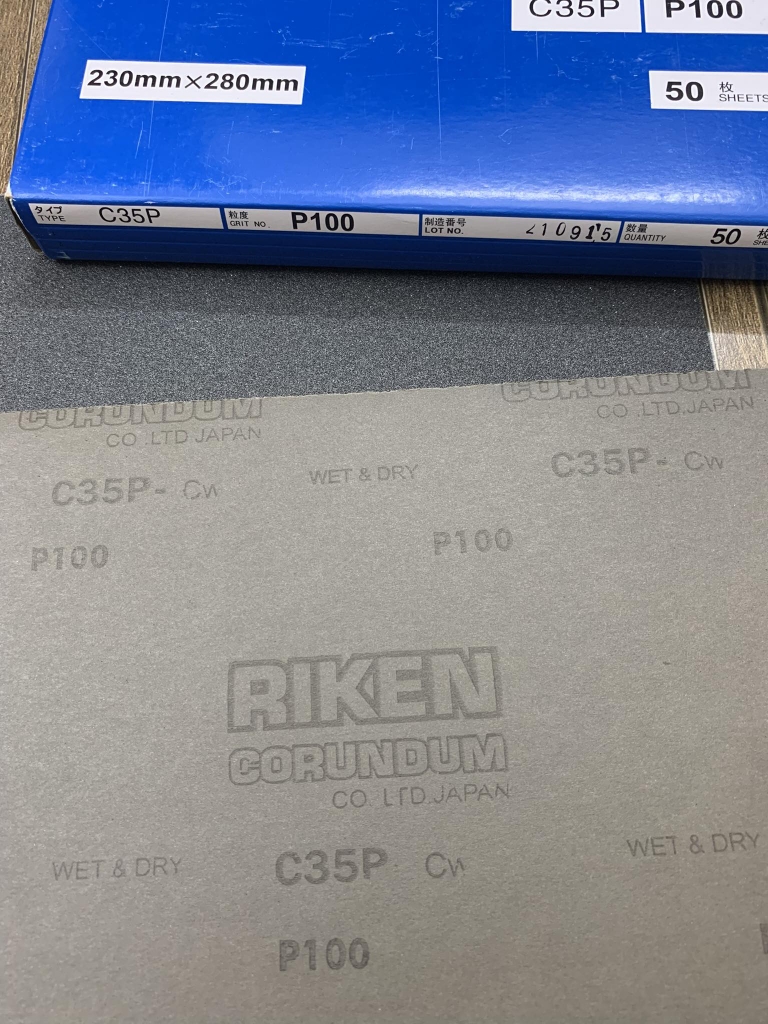 C35P P100
230mm×280mm
50 枚
SHEETS
タイプ
TYPE
C35P
粒度
GRIT NO.
P100
制造番号
LOT NO.
210915
数量
QUANTITY
50 枚
CORUNDUM
CO.LTD.JAPAN
CORUNDUM
CO.LTD.JAPAN
C35P- CW
WET & DRY
C35P- CW
P100
P100
RIKEN
CORUNDUM
CO. LTD.JAPAN
WET & DRY
C35P CW
WET & DRY
P100